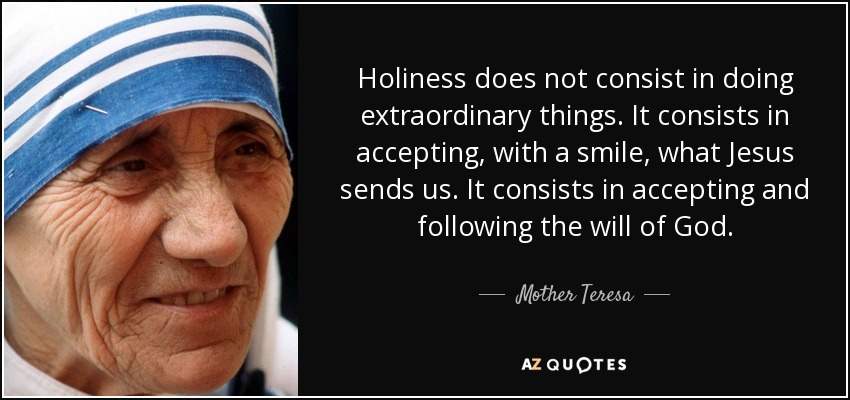 Holiness does not consist in doing
extraordinary things. It consists in
accepting, with a smile, what Jesus
sends us. It consists in accepting and
following the will of God.
Mother Teresa
AZ QUOTES